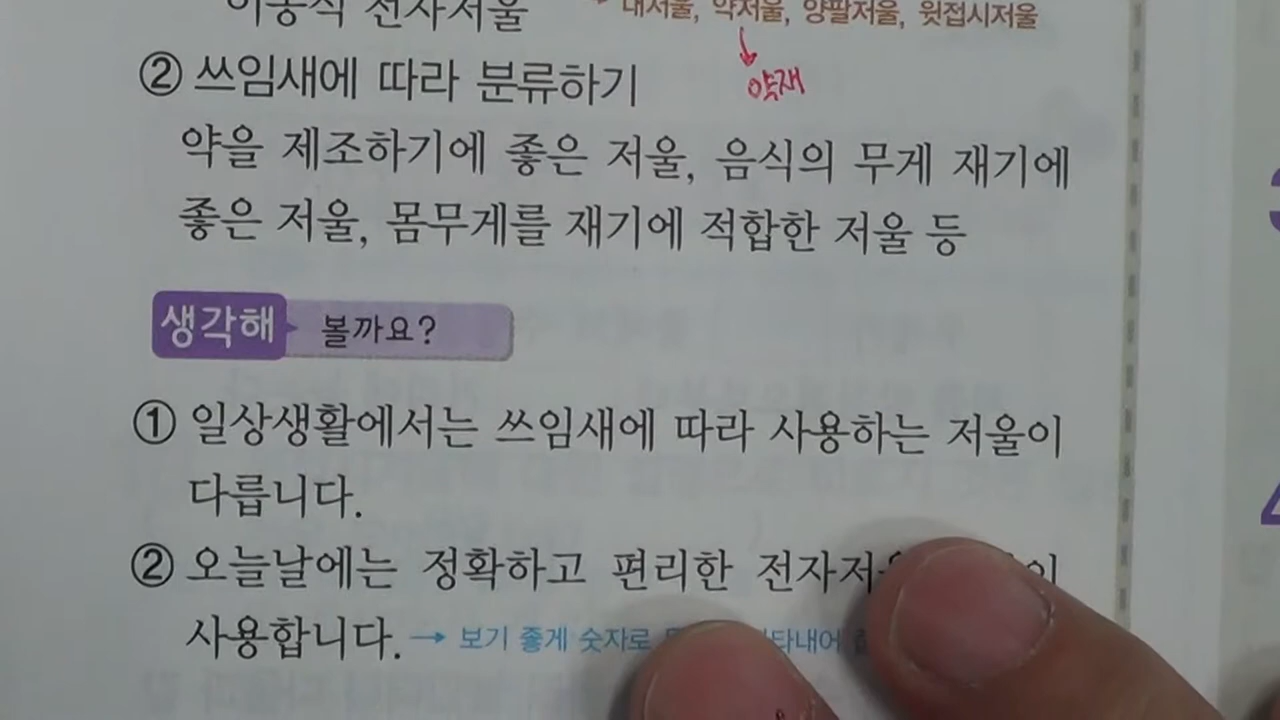 전자저울 대저울, 약저울, 양팔저울, 윗접시저울
② 쓰임새에 따라 분류하기
약재
약을 제조하기에 좋은 저울, 음식의 무게 재기에
좋은 저울, 몸무게를 재기에 적합한 저울 등
생각해 볼까요?
① 일상생활에서는 쓰임새에 따라 사용하는 저울이
다릅니다.
② 오늘날에는 정확하고 편리한
사용합니다. → 보기 좋게 숫자로